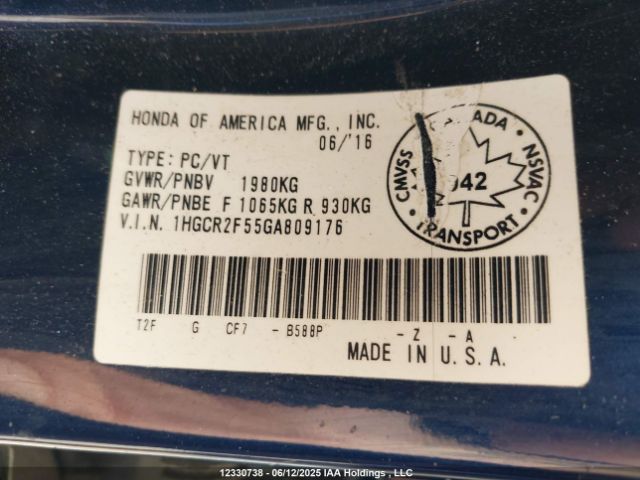 HONDA OF AMERICA MFG., INC.
06/'16
TYPE: PC/VT
GVWR/PNBV 1980KG
GAWR/PNBE F 1065KG R 930KG
V.I.N. 1HGCR2F55GA809176
CANADA · NSVAC · TRANSPORT · CMVSS
942
T2F G CF7 - B588P - Z - A
MADE IN U.S.A.
12330738 - 06/12/2025 IAA Holdings , LLC